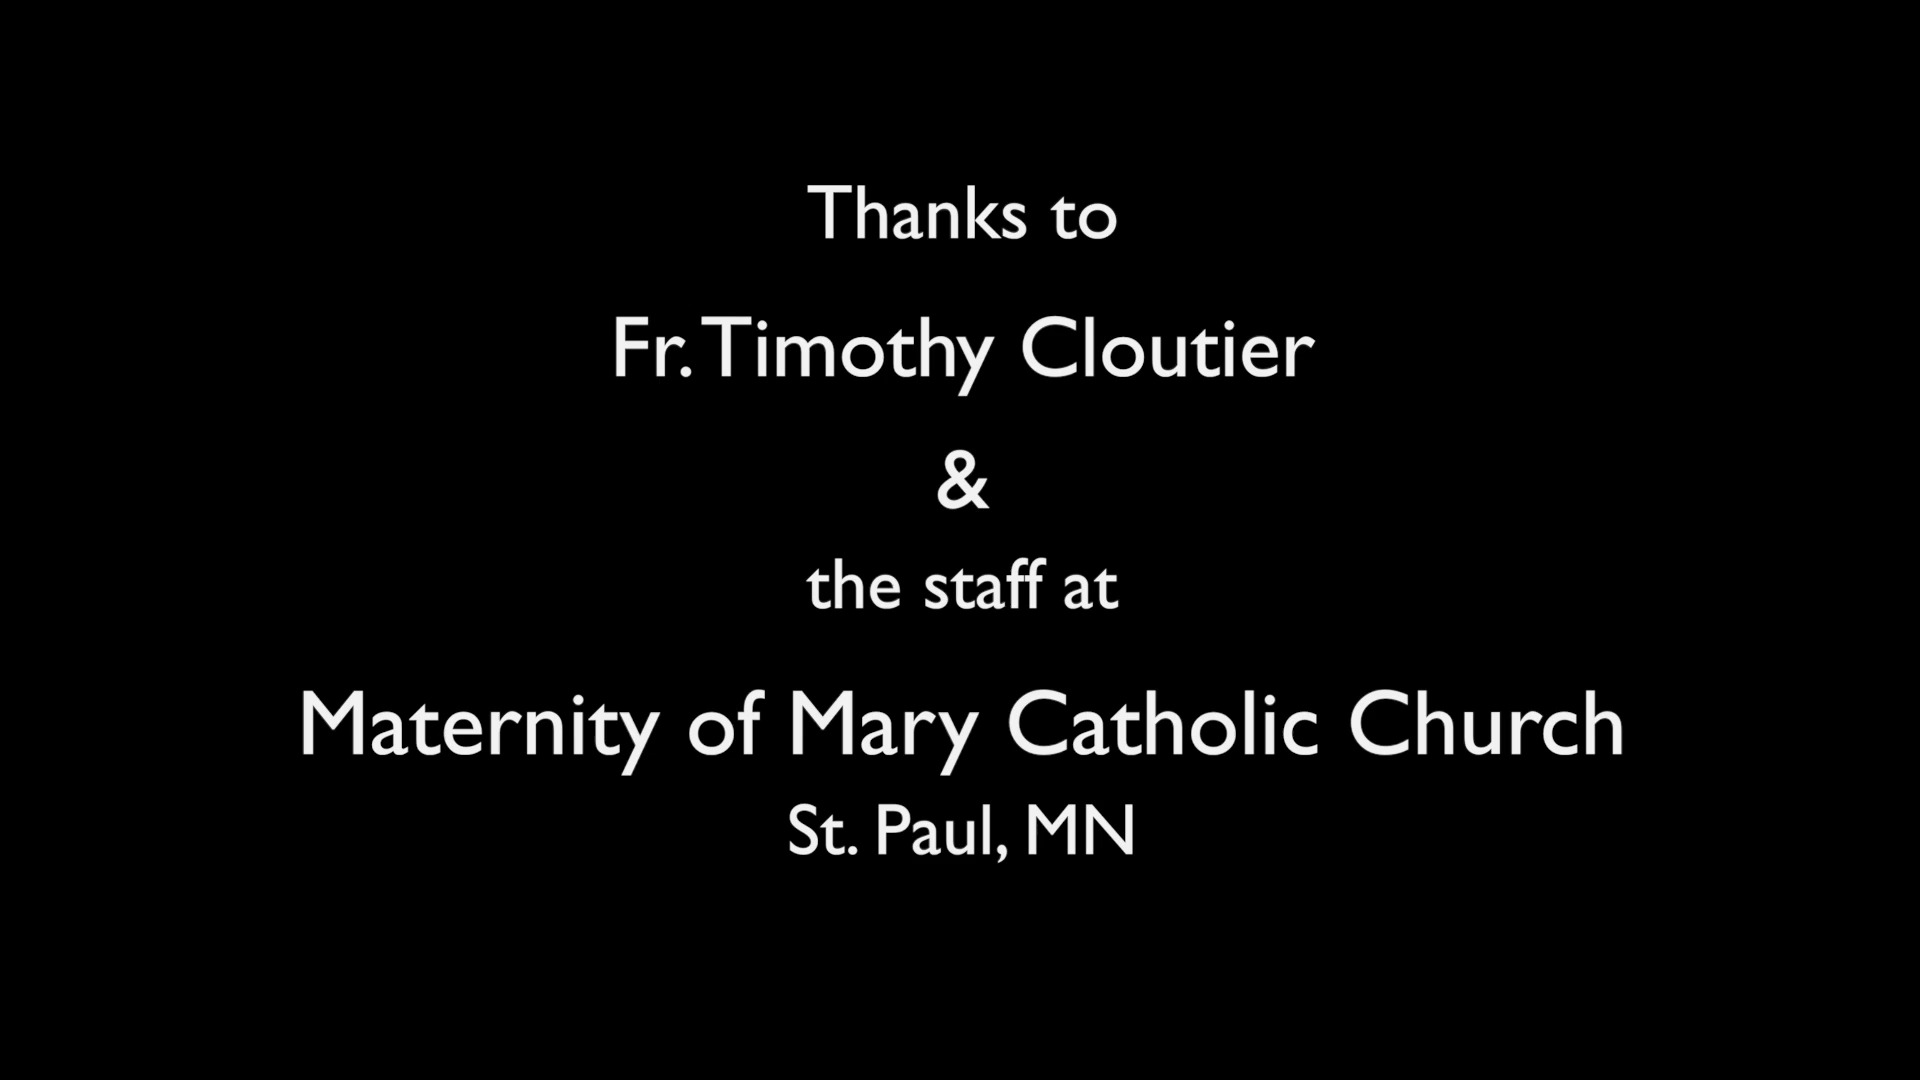 Thanks to
Fr. Timothy Cloutier
&
the staff at
Maternity of Mary Catholic Church
St. Paul, MN